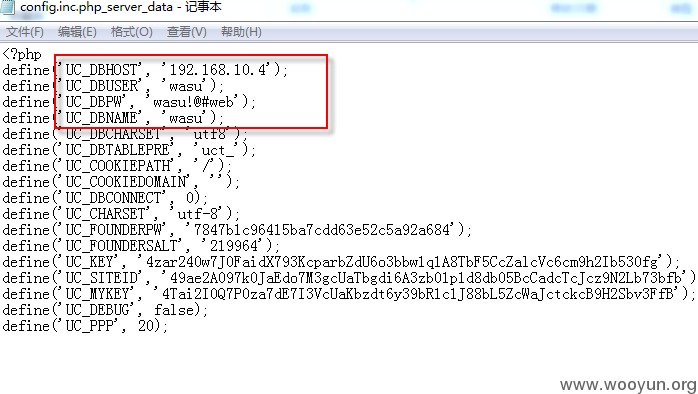 config.inc.php_server_data - 记事本
文件(F) 编辑(E) 格式(O) 查看(V) 帮助(H)
<?php
define('UC_DBHOST', '192.168.10.4');
define('UC_DBUSER', 'wasu');
define('UC_DBPW', 'wasu!@#web');
define('UC_DBNAME', 'wasu');
define('UC_DBCHARSET', 'utf8');
define('UC_DBTABLEPRE', 'uct_');
define('UC_COOKIEPATH', '/');
define('UC_COOKIEDOMAIN', '');
define('UC_DBCONNECT', 0);
define('UC_CHARSET', 'utf-8');
define('UC_FOUNDERPW', '7847b1c96415ba7cdd63e52c5a92a684');
define('UC_FOUNDERSALT', '219964');
define('UC_KEY', '4zar240w7J0FaidX793KcparbZdU6o3bbw1q1A8TbF5CcZa1cVc6cm9h2Ib530fg');
define('UC_SITEID', '49ae2A097k0JaEdo7M3gcUaTbgdi6A3zb01p1d8db05BcCadcTcJcz9N2Lb73bfb')
define('UC_MYKEY', '4Tai2I0Q7P0za7dE7I3VcUaKbzdt6y39bR1c1J88bL5ZcWaJctckcB9H2Sbv3FfB');
define('UC_DEBUG', false);
define('UC_PPP', 20);
www.wooyun.org